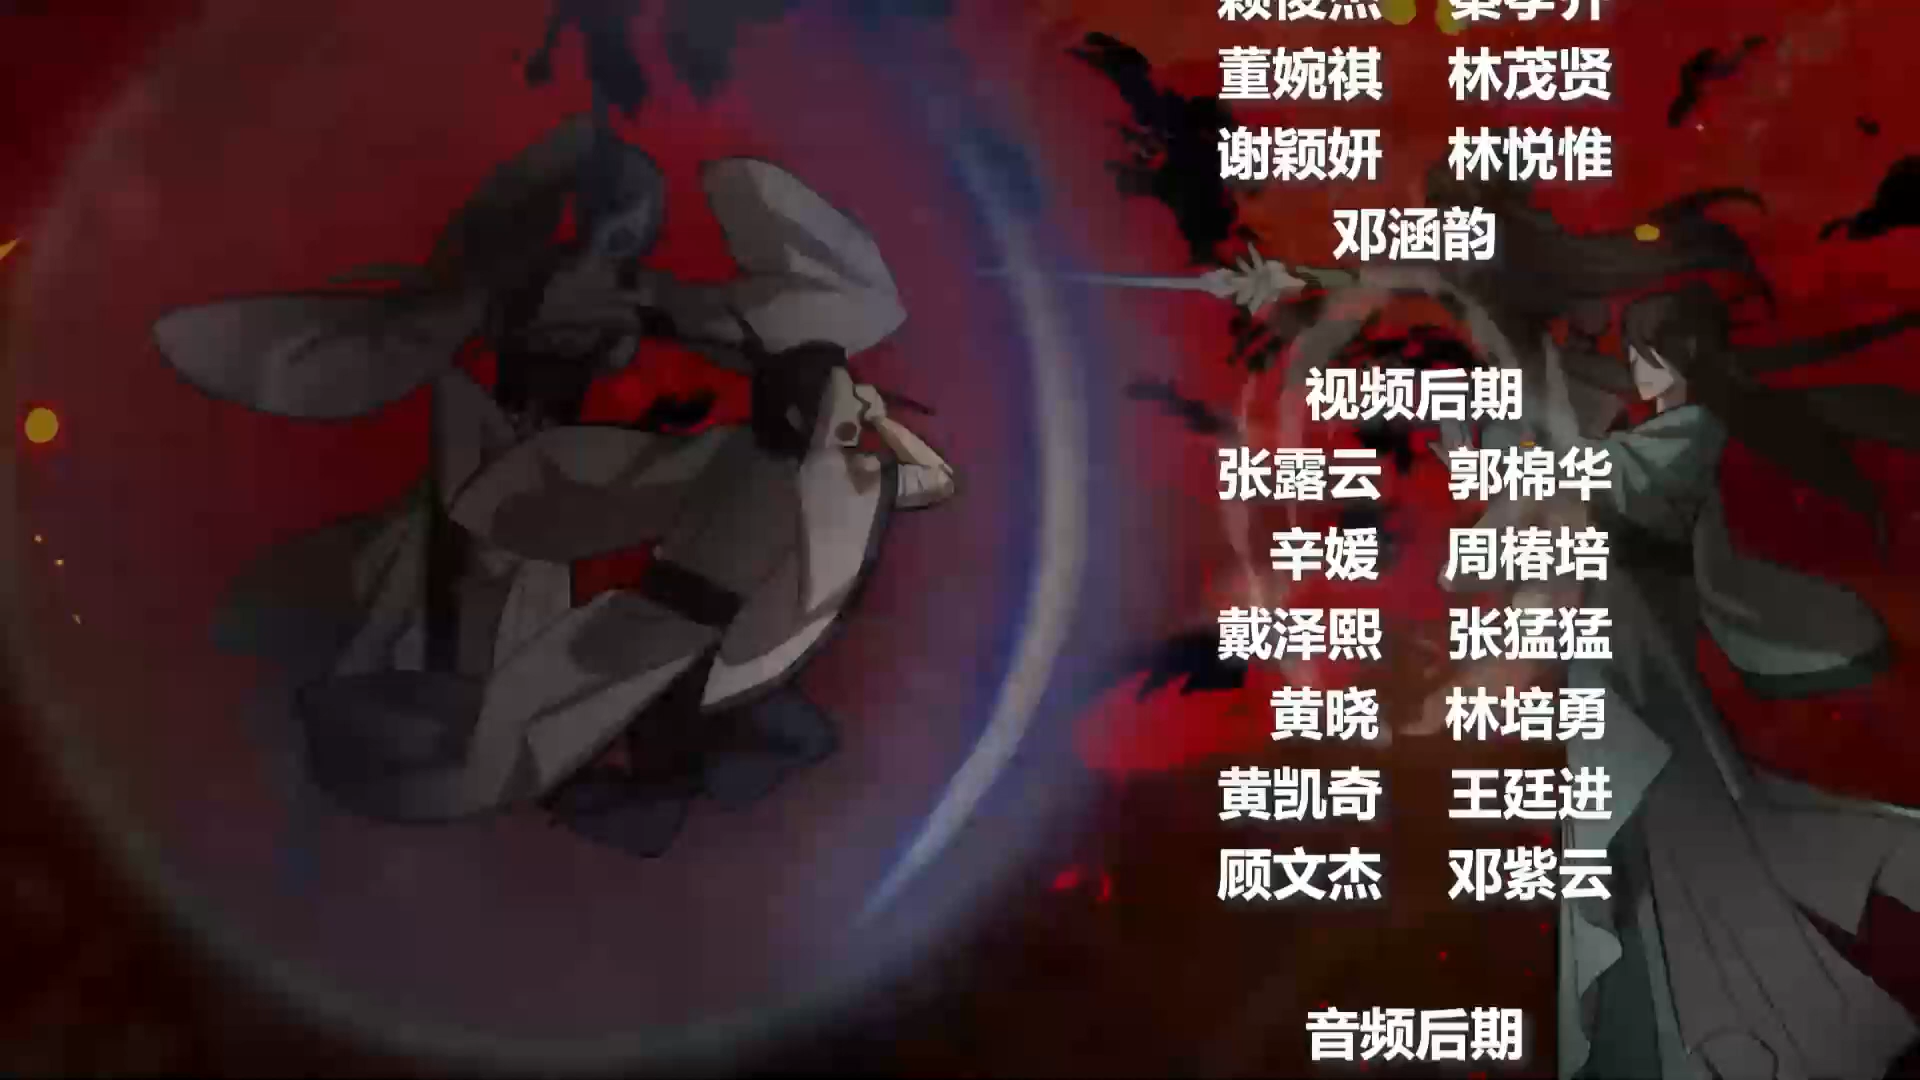 董婉祺 林茂贤
谢颖妍 林悦惟
邓涵韵
视频后期
张露云 郭棉华
辛媛 周椿培
戴泽熙 张猛猛
黄晓 林培勇
黄凯奇 王廷进
顾文杰 邓紫云
音频后期